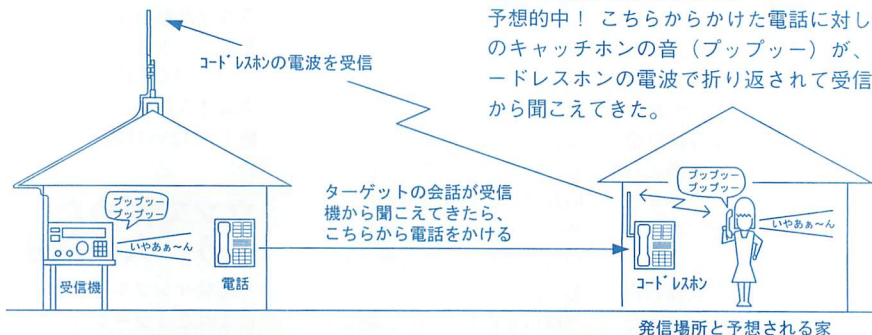 予想的中！ こちらからかけた電話に対し
のキャッチホンの音（プップッー）が、
ードレスホンの電波で折り返されて受信
から聞こえてきた。
コードレスホンの電波を受信
ターゲットの会話が受信
機から聞こえてきたら、
こちらから電話をかける
プップッー
プップッー
いやあぁ～ん
受信機
電話
プップッー
プップッー
いやあぁ～ん
コードレスホン
発信場所と予想される家